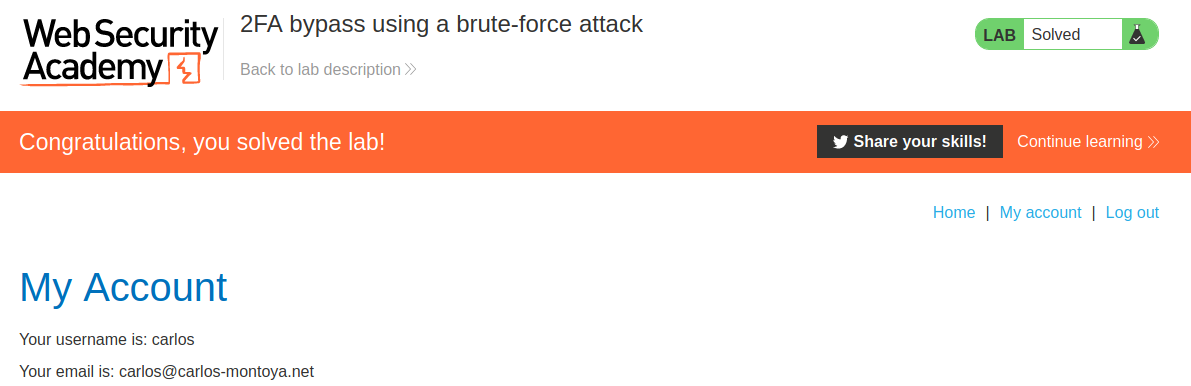 Web Security
Academy
2FA bypass using a brute-force attack
Back to lab description
LAB Solved
Congratulations, you solved the lab!
Share your skills! Continue learning
Home | My account | Log out
My Account
Your username is: carlos
Your email is: carlos@carlos-montoya.net